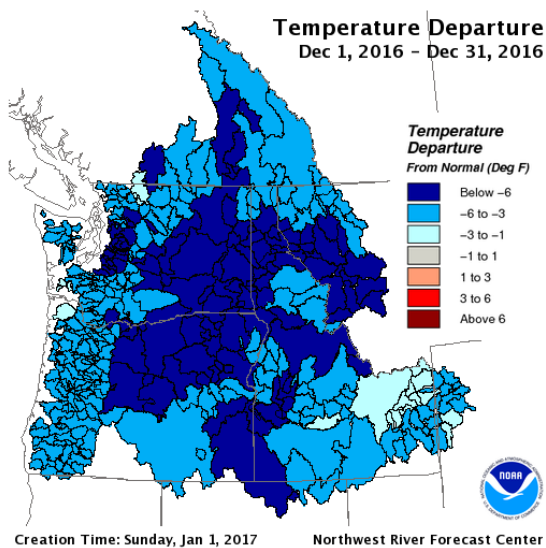 Temperature Departure
Dec 1, 2016 – Dec 31, 2016
Temperature
Departure
From Normal (Deg F)
Below -6
-6 to -3
-3 to -1
-1 to 1
1 to 3
3 to 6
Above 6
NOAA
Creation Time: Sunday, Jan 1, 2017
Northwest River Forecast Center